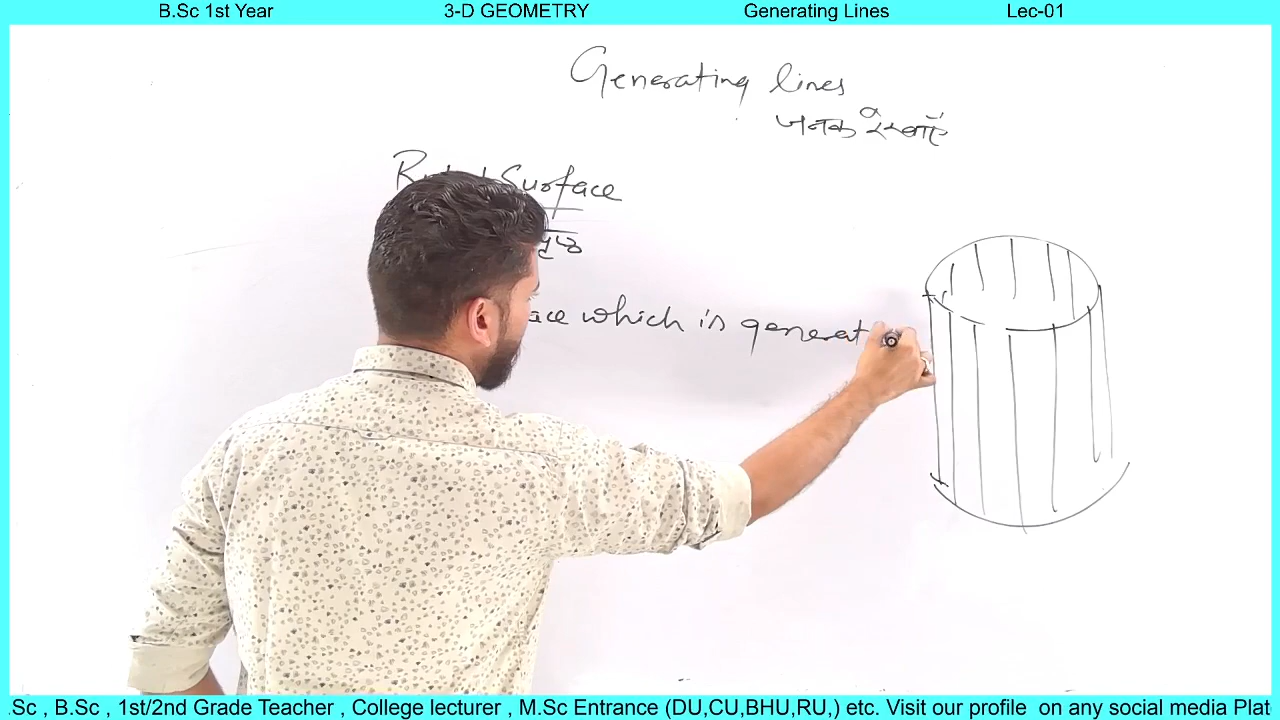 B.Sc 1st Year 3-D GEOMETRY Generating Lines Lec-01
Generating lines
जनक रेखाएँ
Surface
which is generat
.Sc , B.Sc , 1st/2nd Grade Teacher , College lecturer , M.Sc Entrance (DU,CU,BHU,RU,) etc. Visit our profile on any social media Plat